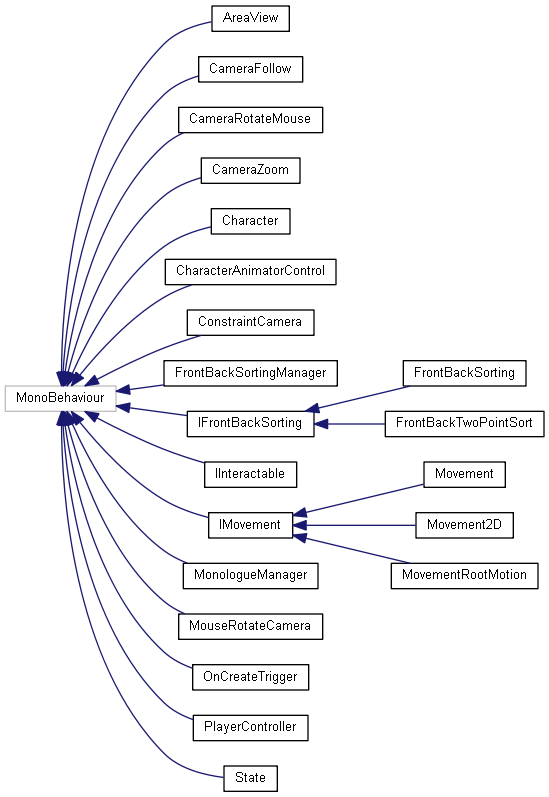 AreaView
CameraFollow
CameraRotateMouse
CameraZoom
Character
CharacterAnimatorControl
ConstraintCamera
FrontBackSortingManager
FrontBackSorting
MonoBehaviour
IFrontBackSorting
FrontBackTwoPointSort
IInteractable
Movement
IMovement
Movement2D
MonologueManager
MovementRootMotion
MouseRotateCamera
OnCreateTrigger
PlayerController
State